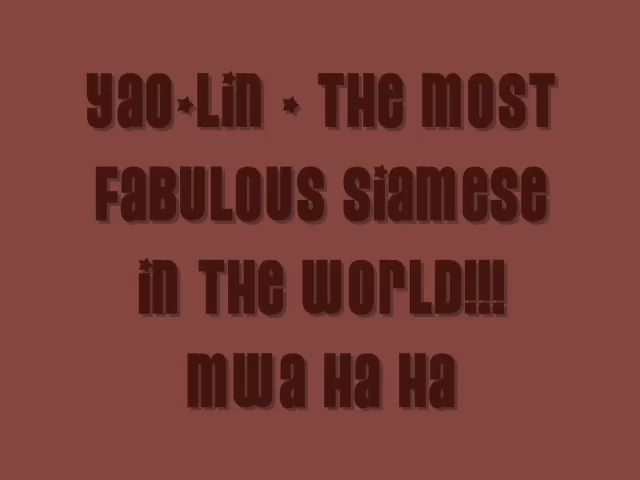 Yao★Lin ★ The Most
Fabulous Siamese
in The World!!!
mwa Ha Ha